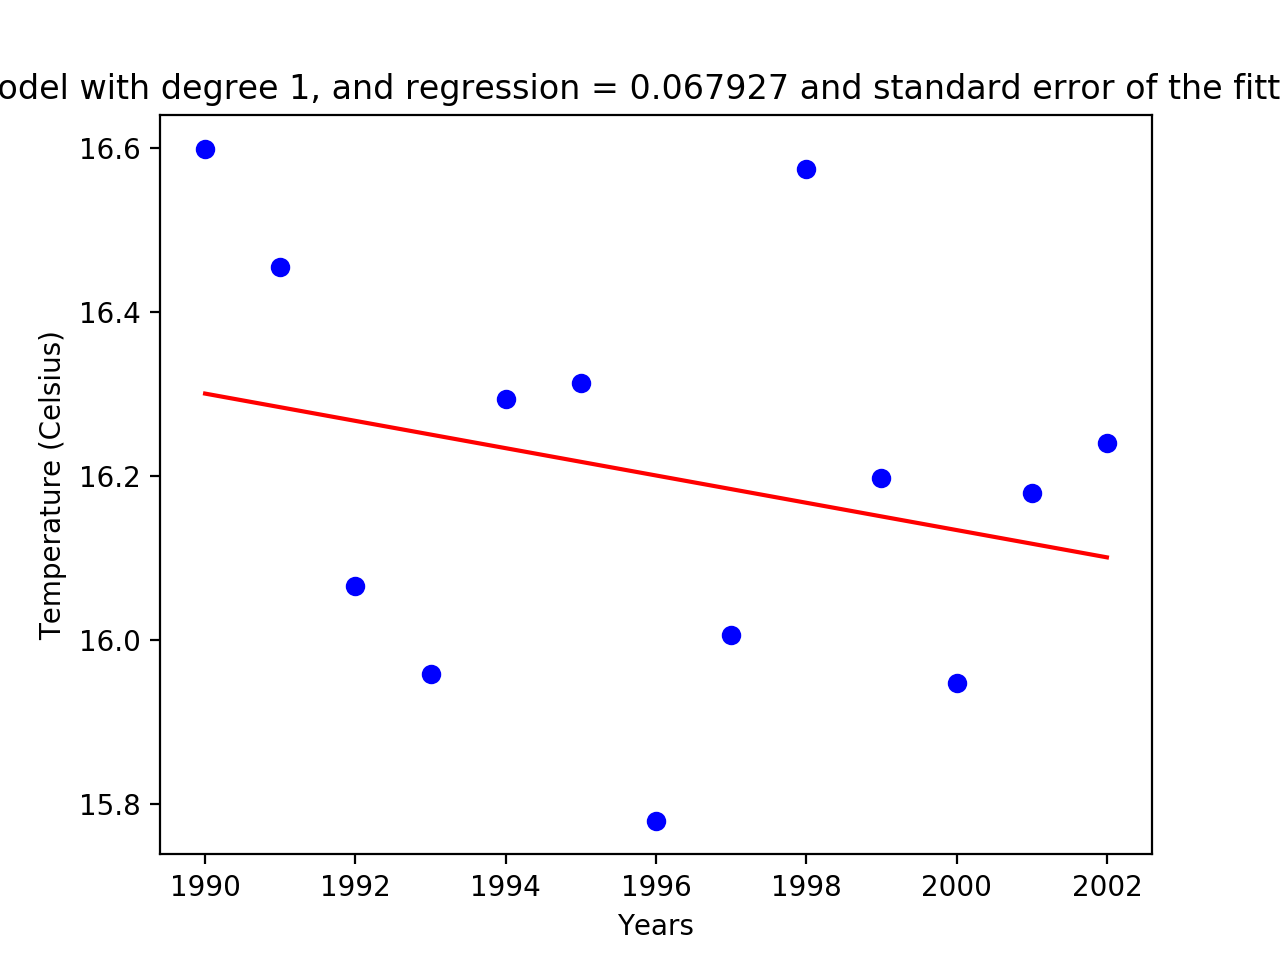 odel with degree 1, and regression = 0.067927 and standard error of the fitt
16.6
16.4
16.2
16.0
15.8
Temperature (Celsius)
1990 1992 1994 1996 1998 2000 2002
Years